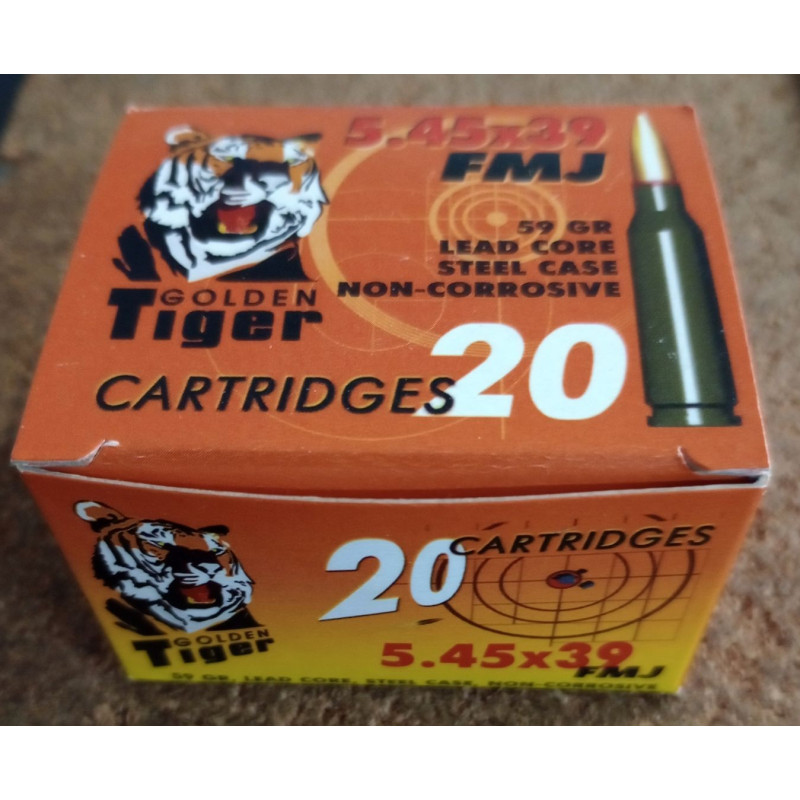 5.45x39
FMJ
59 GR
LEAD CORE
STEEL CASE
NON-CORROSIVE
GOLDEN
Tiger
CARTRIDGES 20
20 CARTRIDGES
GOLDEN
Tiger
5.45x39
FMJ
59 GR, LEAD CORE, STEEL CASE, NON-CORROSIVE